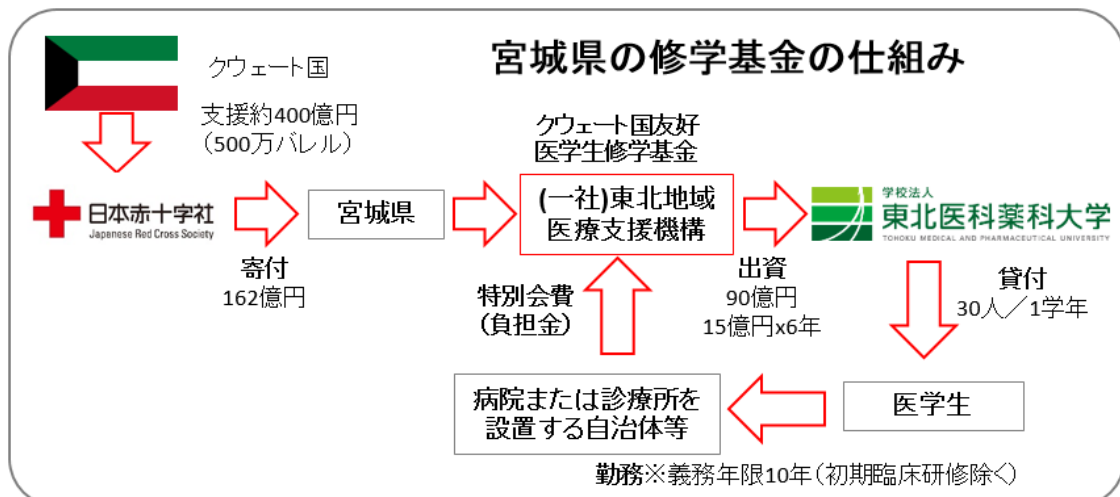 宮城県の修学基金の仕組み
クウェート国
支援約400億円
(500万バレル)
日本赤十字社
Japanese Red Cross Society
寄付
162億円
宮城県
クウェート国友好
医学生修学基金
(一社)東北地域
医療支援機構
出資
90億円
15億円x6年
学校法人
東北医科薬科大学
TOHOKU MEDICAL AND PHARMACEUTICAL UNIVERSITY
貸付
30人/1学年
特別会費
(負担金)
病院または診療所を
設置する自治体等
医学生
勤務※義務年限10年(初期臨床研修除く)